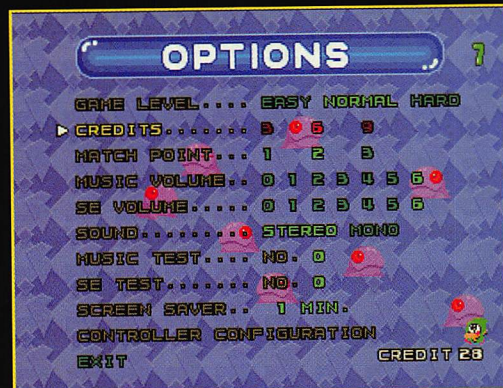 OPTIONS
7
GAME LEVEL.... EASY NORMAL HARD
CREDITS....... 3 6 9
MATCH POINT... 1 2 3
MUSIC VOLUME.. 0 1 2 3 4 5 6
SE VOLUME..... 0 1 2 3 4 5 6
SOUND......... STEREO MONO
MUSIC TEST.... NO. 0
SE TEST....... NO. 0
SCREEN SAVER.. 1 MIN.
CONTROLLER CONFIGURATION
EXIT
CREDIT 28